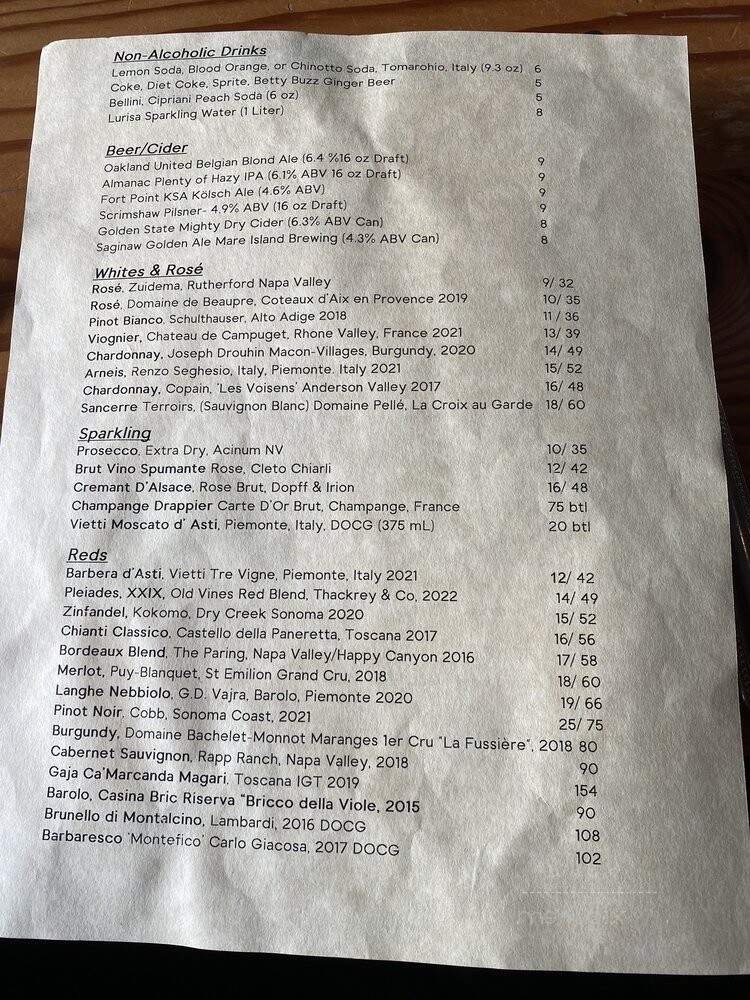 Non-Alcoholic Drinks
Lemon Soda, Blood Orange, or Chinotto Soda, Tomarohio, Italy (9.3 oz) 6
Coke, Diet Coke, Sprite, Betty Buzz Ginger Beer 5
Bellini, Cipriani Peach Soda (6 oz) 5
Lurisa Sparkling Water (1 Liter) 8
Beer/Cider
Oakland United Belgian Blond Ale (6.4 %16 oz Draft) 9
Almanac Plenty of Hazy IPA (6.1% ABV 16 oz Draft) 9
Fort Point KSA Kölsch Ale (4.6% ABV) 9
Scrimshaw Pilsner- 4.9% ABV (16 oz Draft) 9
Golden State Mighty Dry Cider (6.3% ABV Can) 8
Saginaw Golden Ale Mare Island Brewing (4.3% ABV Can) 8
Whites & Rosé
Rosé, Zuidema, Rutherford Napa Valley 9/ 32
Rosé, Domaine de Beaupre, Coteaux d'Aix en Provence 2019 10/ 35
Pinot Bianco, Schulthauser, Alto Adige 2018 11 / 36
Viognier, Chateau de Campuget, Rhone Valley, France 2021 13/ 39
Chardonnay, Joseph Drouhin Macon-Villages, Burgundy, 2020 14/ 49
Arneis, Renzo Seghesio, Italy, Piemonte. Italy 2021 15/ 52
Chardonnay, Copain, 'Les Voisens' Anderson Valley 2017 16/ 48
Sancerre Terroirs, (Sauvignon Blanc) Domaine Pellé, La Croix au Garde 18/ 60
Sparkling
Prosecco, Extra Dry, Acinum NV 10/ 35
Brut Vino Spumante Rose, Cleto Chiarli 12/ 42
Cremant D'Alsace, Rose Brut, Dopff & Irion 16/ 48
Champange Drappier Carte D'Or Brut, Champange, France 75 btl
Vietti Moscato d' Asti, Piemonte, Italy, DOCG (375 mL) 20 btl
Reds
Barbera d'Asti, Vietti Tre Vigne, Piemonte, Italy 2021 12/ 42
Pleiades, XXIX, Old Vines Red Blend, Thackrey & Co, 2022 14/ 49
Zinfandel, Kokomo, Dry Creek Sonoma 2020 15/ 52
Chianti Classico, Castello della Paneretta, Toscana 2017 16/ 56
Bordeaux Blend, The Paring, Napa Valley/Happy Canyon 2016 17/ 58
Merlot, Puy-Blanquet, St Emilion Grand Cru, 2018 18/ 60
Langhe Nebbiolo, G.D. Vajra, Barolo, Piemonte 2020 19/ 66
Pinot Noir, Cobb, Sonoma Coast, 2021 25/ 75
Burgundy, Domaine Bachelet-Monnot Maranges 1er Cru "La Fussière", 2018 80
Cabernet Sauvignon, Rapp Ranch, Napa Valley, 2018 90
Gaja Ca'Marcanda Magari, Toscana IGT 2019 154
Barolo, Casina Bric Riserva "Bricco della Viole, 2015 90
Brunello di Montalcino, Lambardi, 2016 DOCG 108
Barbaresco 'Montefico' Carlo Giacosa, 2017 DOCG 102